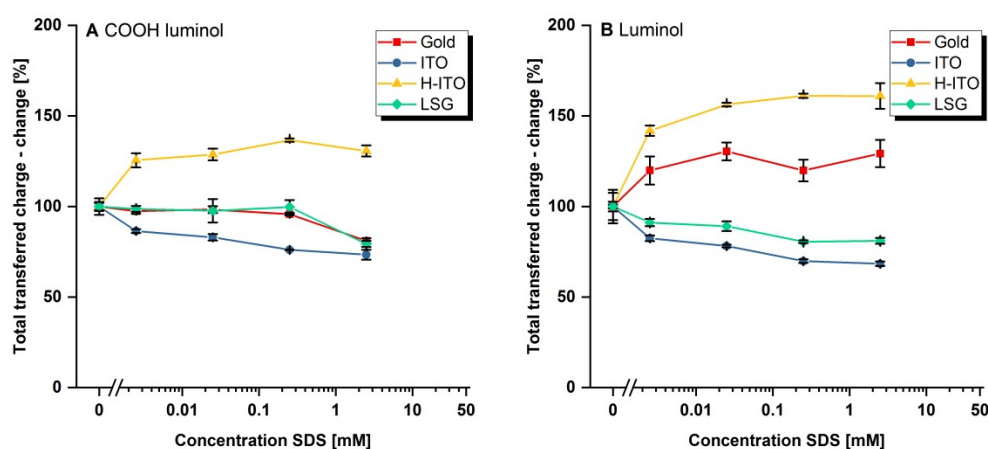 A COOH luminol
Gold
ITO
H-ITO
LSG
Total transferred charge - change [%]
200
150
100
50
0
0
0.01
0.1
1
10
50
Concentration SDS [mM]
B Luminol
Gold
ITO
H-ITO
LSG
Total transferred charge - change [%]
200
150
100
50
0
0
0.01
0.1
1
10
50
Concentration SDS [mM]